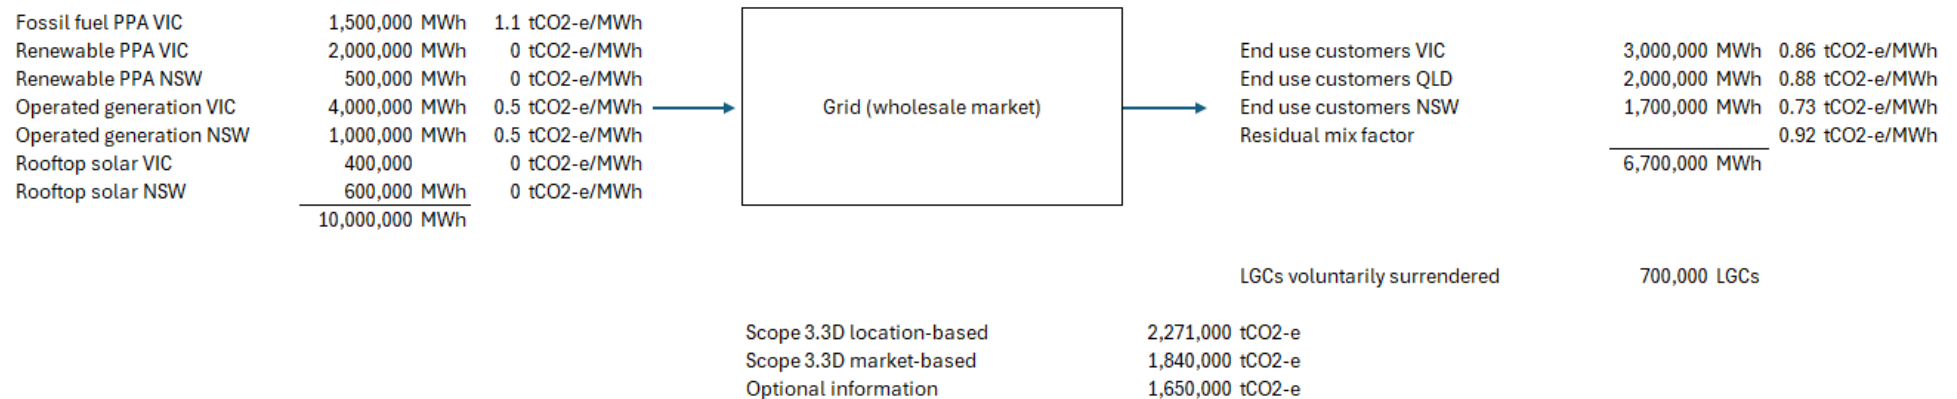 Fossil fuel PPA VIC 1,500,000 MWh 1.1 tCO2-e/MWh
Renewable PPA VIC 2,000,000 MWh 0 tCO2-e/MWh
Renewable PPA NSW 500,000 MWh 0 tCO2-e/MWh
Operated generation VIC 4,000,000 MWh 0.5 tCO2-e/MWh
Operated generation NSW 1,000,000 MWh 0.5 tCO2-e/MWh
Rooftop solar VIC 400,000 0 tCO2-e/MWh
Rooftop solar NSW 600,000 MWh 0 tCO2-e/MWh
10,000,000 MWh
Grid (wholesale market)
End use customers VIC 3,000,000 MWh 0.86 tCO2-e/MWh
End use customers QLD 2,000,000 MWh 0.88 tCO2-e/MWh
End use customers NSW 1,700,000 MWh 0.73 tCO2-e/MWh
Residual mix factor 0.92 tCO2-e/MWh
6,700,000 MWh
LGCs voluntarily surrendered 700,000 LGCs
Scope 3.3D location-based 2,271,000 tCO2-e
Scope 3.3D market-based 1,840,000 tCO2-e
Optional information 1,650,000 tCO2-e